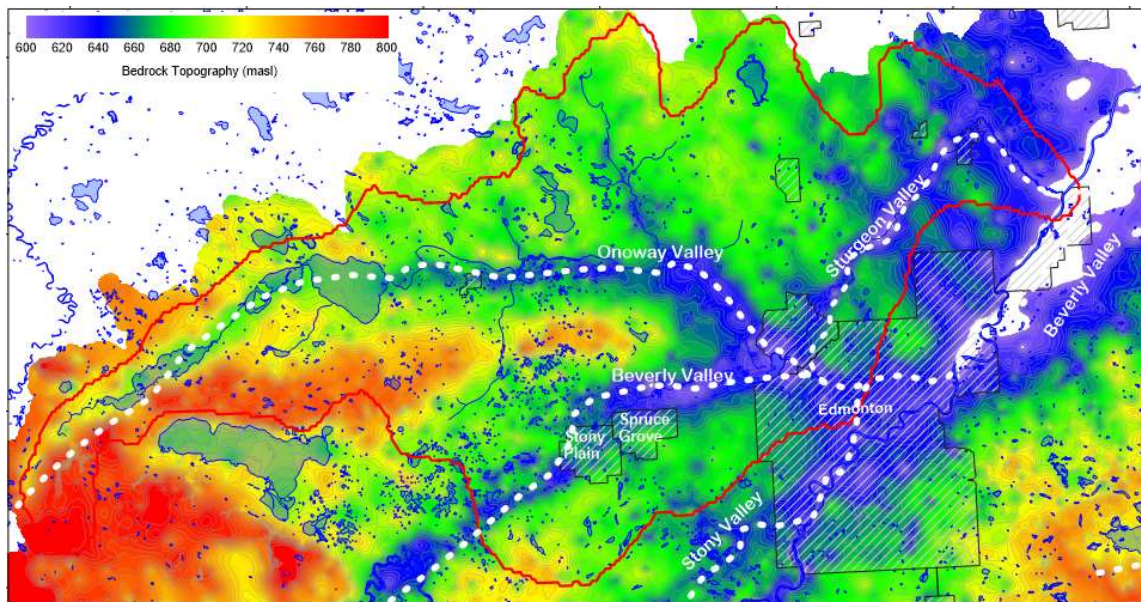 600 620 640 660 680 700 720 740 760 780 800
Bedrock Topography (masl)
Onoway Valley
Sturgeon Valley
Beverly Valley
Beverly Valley
Edmonton
Spruce
Grove
Stony
Plain
Stony Valley